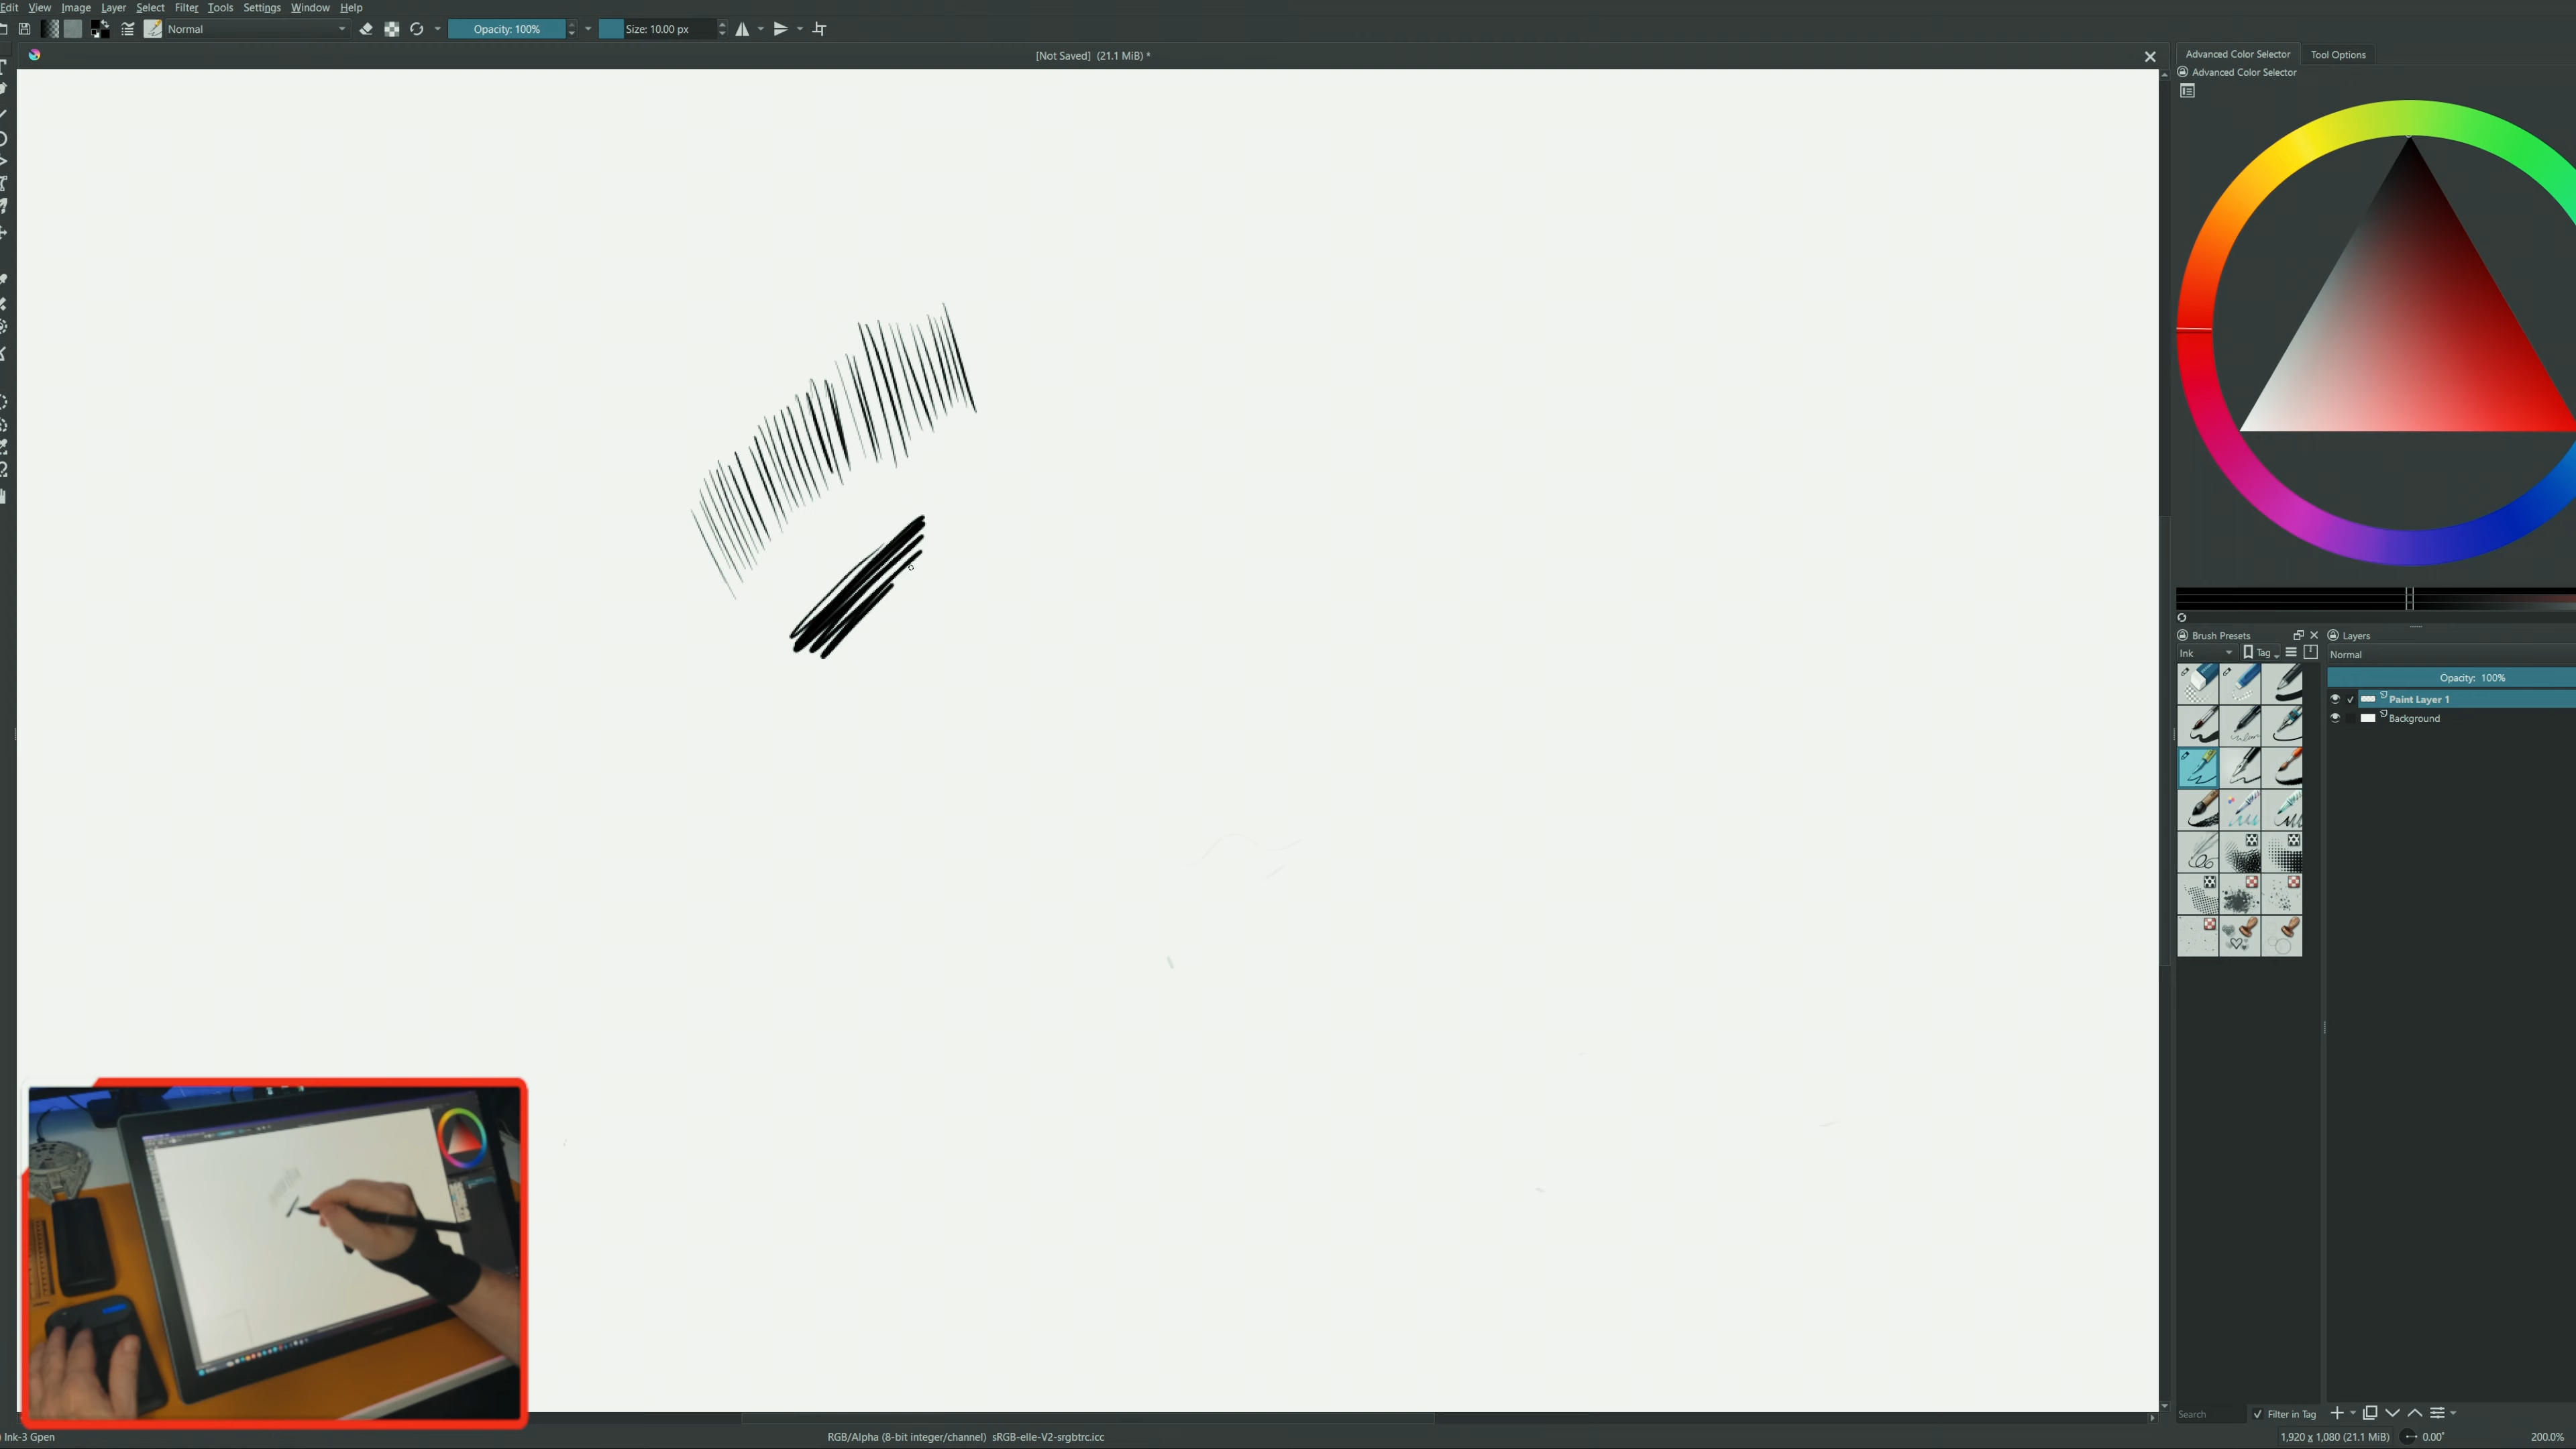 Edit View Image Layer Select Filter Tools Settings Window Help
Normal Opacity: 100% Size: 10.00 px
[Not Saved] (21.1 MiB) *
Advanced Color Selector Tool Options
Advanced Color Selector
Brush Presets Layers
Ink Tag Normal
Opacity: 100%
Paint Layer 1
Background
Search Filter in Tag
Ink-3 Gpen RGB/Alpha (8-bit integer/channel) sRGB-elle-V2-srgbtrc.icc 1,920 x 1,080 (21.1 MiB) 0.00° 200.0%